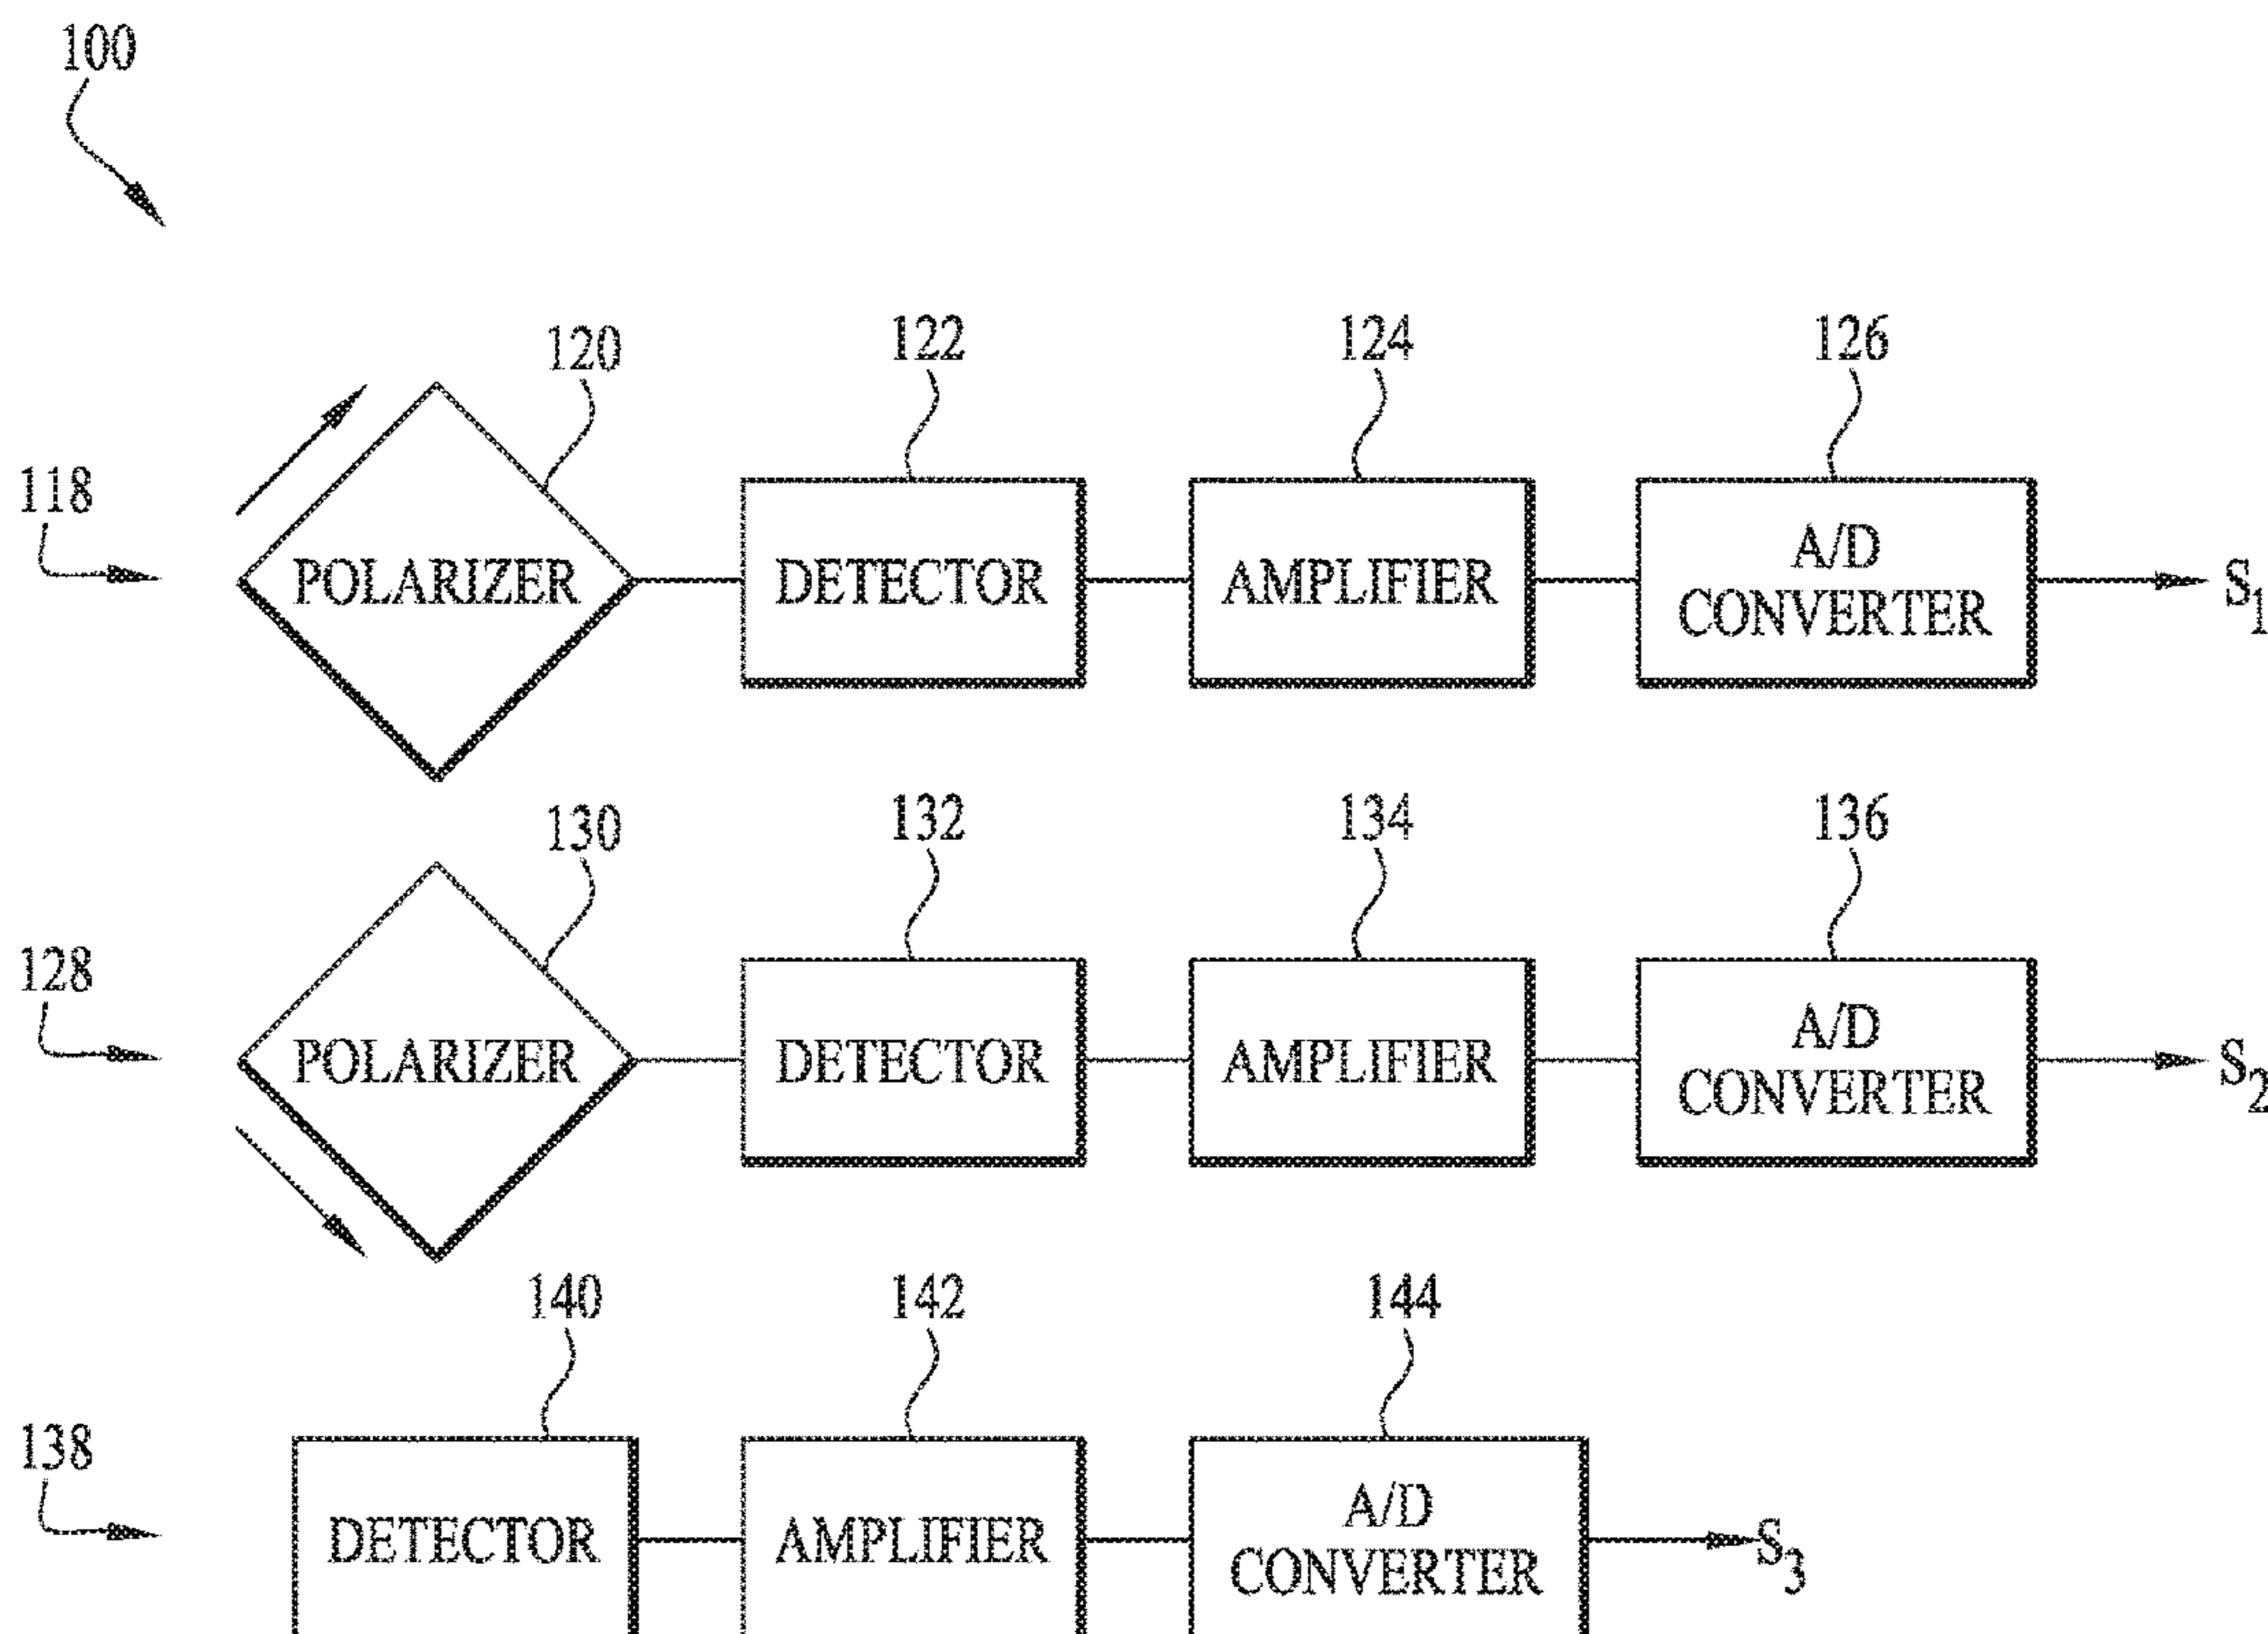 100
120
122
124
126
118
POLARIZER
DETECTOR
AMPLIFIER
A/D
CONVERTER
S1
130
132
134
136
128
POLARIZER
DETECTOR
AMPLIFIER
A/D
CONVERTER
S2
140
142
144
138
DETECTOR
AMPLIFIER
A/D
CONVERTER
S3